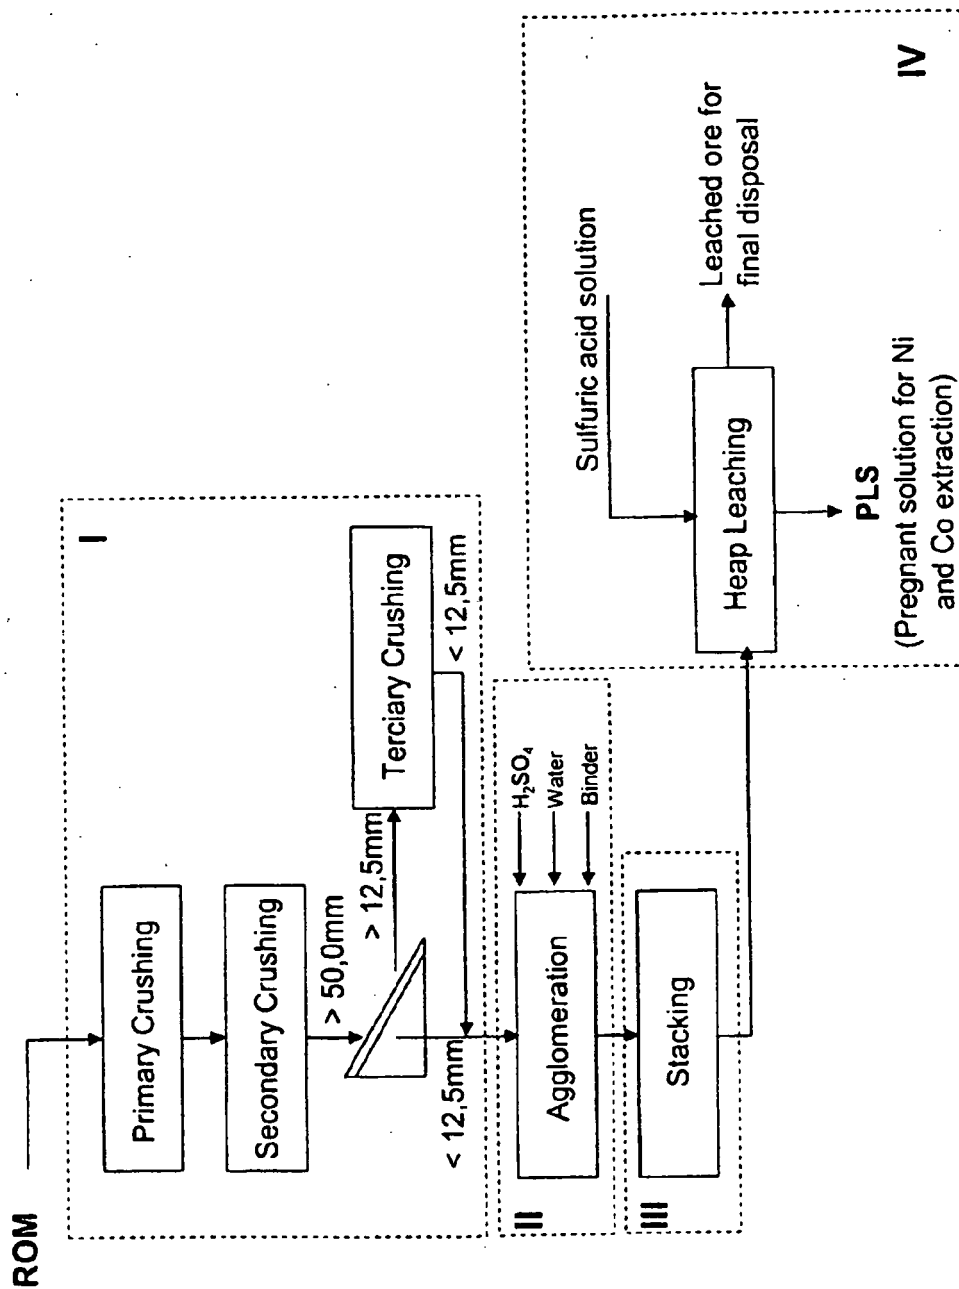 ROM
I
Primary Crushing
Secondary Crushing
> 50,0mm
> 12,5mm
Terciary Crushing
< 12,5mm
< 12,5mm
II
Agglomeration
H₂SO₄
Water
Binder
III
Stacking
Sulfuric acid solution
Heap Leaching
Leached ore for
final disposal
PLS
(Pregnant solution for Ni
and Co extraction)
IV